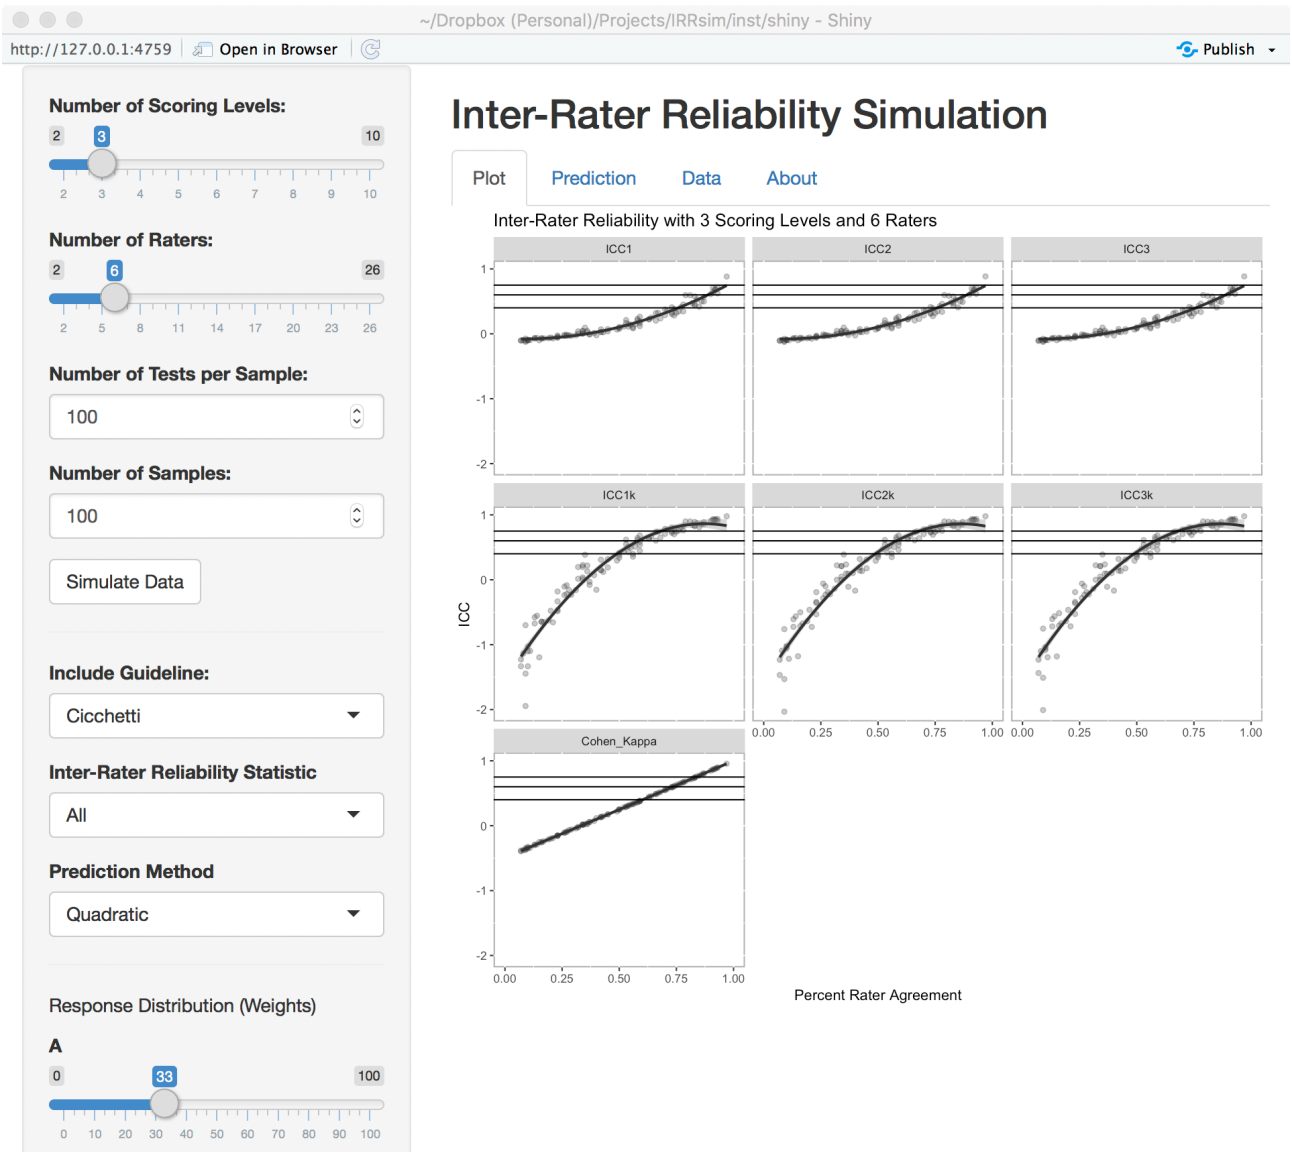 ~/Dropbox (Personal)/Projects/IRRsim/inst/shiny - Shiny
http://127.0.0.1:4759 Open in Browser Publish
Number of Scoring Levels:
2 3 10
2 3 4 5 6 7 8 9 10
Number of Raters:
2 6 26
2 5 8 11 14 17 20 23 26
Number of Tests per Sample:
100
Number of Samples:
100
Simulate Data
Include Guideline:
Cicchetti
Inter-Rater Reliability Statistic
All
Prediction Method
Quadratic
Response Distribution (Weights)
A
0 33 100
0 10 20 30 40 50 60 70 80 90 100
Inter-Rater Reliability Simulation
Plot Prediction Data About
Inter-Rater Reliability with 3 Scoring Levels and 6 Raters
ICC1 ICC2 ICC3
1
0
-1
-2
ICC1k ICC2k ICC3k
1
0
-1
-2
ICC
0.00 0.25 0.50 0.75 1.00 0.00 0.25 0.50 0.75 1.00
Cohen_Kappa
1
0
-1
-2
0.00 0.25 0.50 0.75 1.00
Percent Rater Agreement